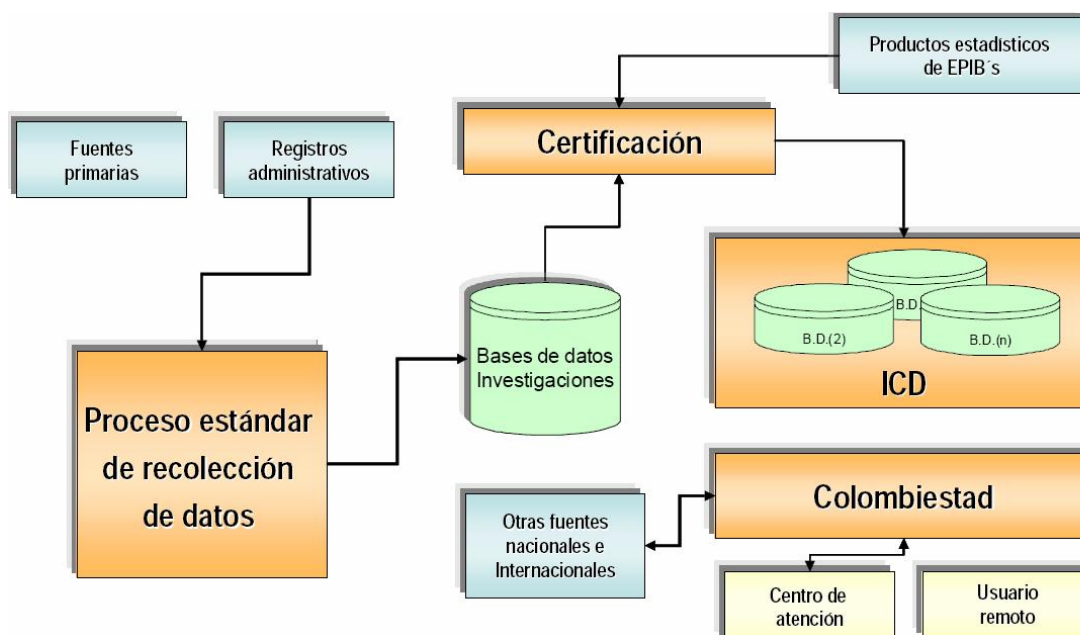 Productos estadísticos
de EPIB´s
Certificación
Fuentes
primarias
Registros
administrativos
B.D.
B.D.(2)
B.D.(n)
ICD
Bases de datos
Investigaciones
Proceso estándar
de recolección
de datos
Colombiestad
Otras fuentes
nacionales e
Internacionales
Centro de
atención
Usuario
remoto